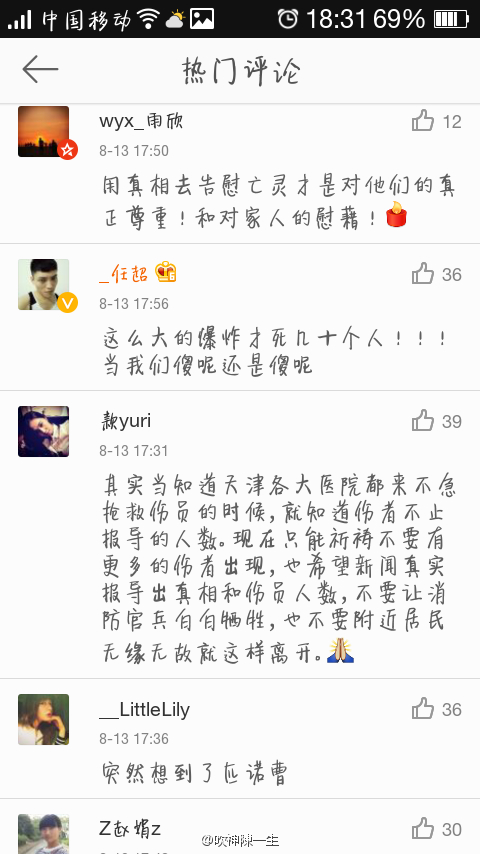 中国移动 18:31 69%
热门评论
wyx_雨欣 12
8-13 17:50
用真相去告慰亡灵才是对他们的真
正尊重！和对家人的慰藉！
_任超 36
8-13 17:56
这么大的爆炸才死几十个人！！！
当我们傻呢还是傻呢
款yuri 39
8-13 17:31
其实当知道天津各大医院都来不急
抢救伤员的时候，就知道伤者不止
报导的人数。现在只能祈祷不要有
更多的伤者出现，也希望新闻真实
报导出真相和伤员人数，不要让消
防官兵白白牺牲，也不要附近居民
无缘无故就这样离开。
__LittleLily 36
8-13 17:36
突然想到了匹诺曹
Z赵娟z 30
@吹神陳一生